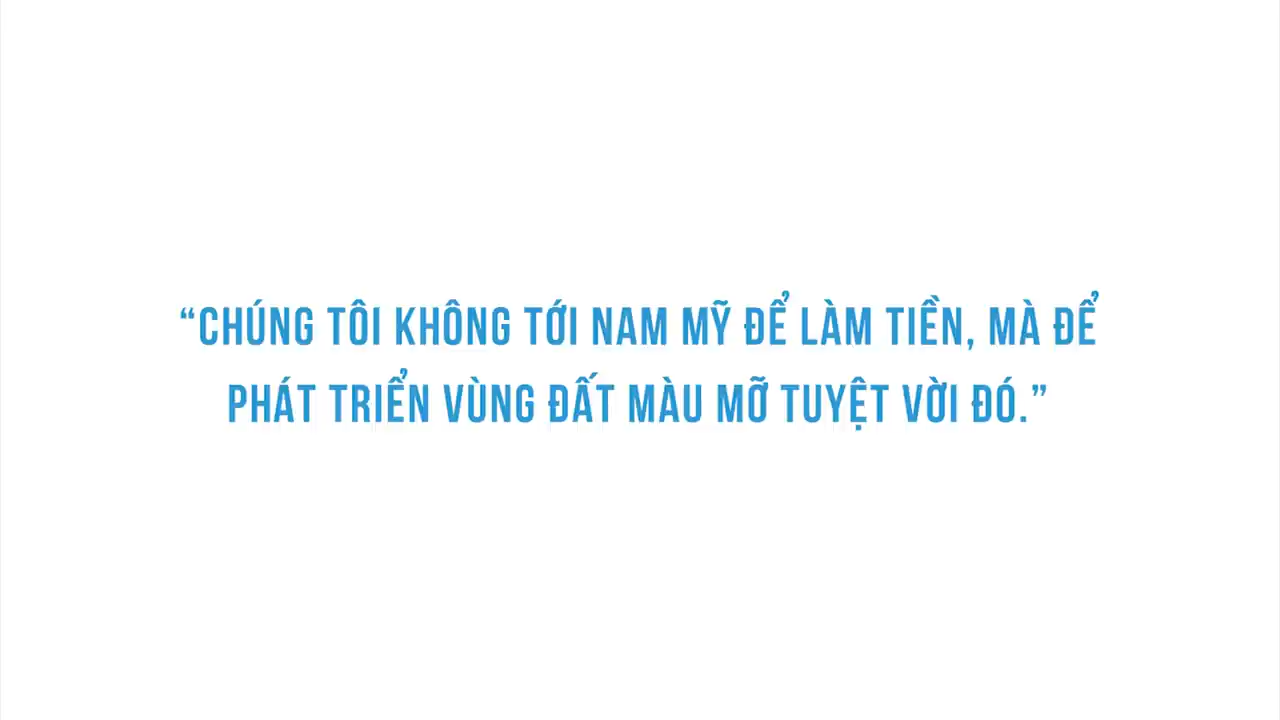 “CHÚNG TÔI KHÔNG TỚI NAM MỸ ĐỂ LÀM TIỀN, MÀ ĐỂ
PHÁT TRIỂN VÙNG ĐẤT MÀU MỠ TUYỆT VỜI ĐÓ.”